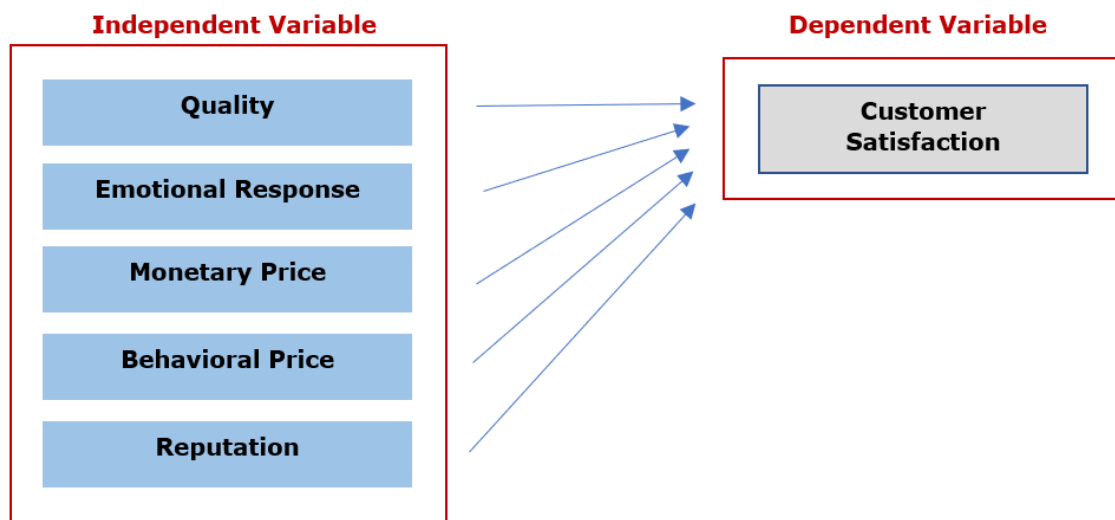 Independent Variable
Quality
Emotional Response
Monetary Price
Behavioral Price
Reputation
Dependent Variable
Customer
Satisfaction